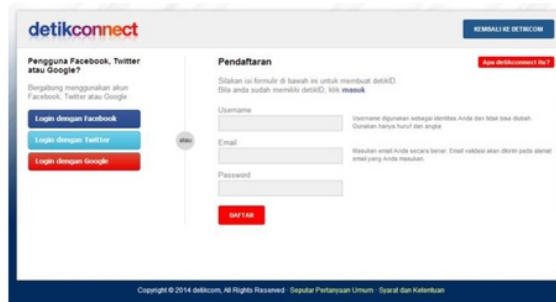 detikconnect
KEMBALI KE DETIKCOM
Pengguna Facebook, Twitter
atau Google?
Bergabung menggunakan akun
Facebook, Twitter atau Google
Login dengan Facebook
Login dengan Twitter
Login dengan Google
atau
Pendaftaran
Apa detikconnect itu?
Silakan isi formulir di bawah ini untuk membuat detikID.
Bila anda sudah memiliki detikID, klik masuk
Username
Username digunakan sebagai identitas Anda dan tidak bisa diubah.
Gunakan hanya huruf dan angka
Email
Masukan email Anda secara benar. Email validasi akan dikirim pada alamat
email yang Anda masukan.
Password
DAFTAR
Copyright © 2014 detikcom, All Rights Reserved - Seputar Pertanyaan Umum - Syarat dan Ketentuan